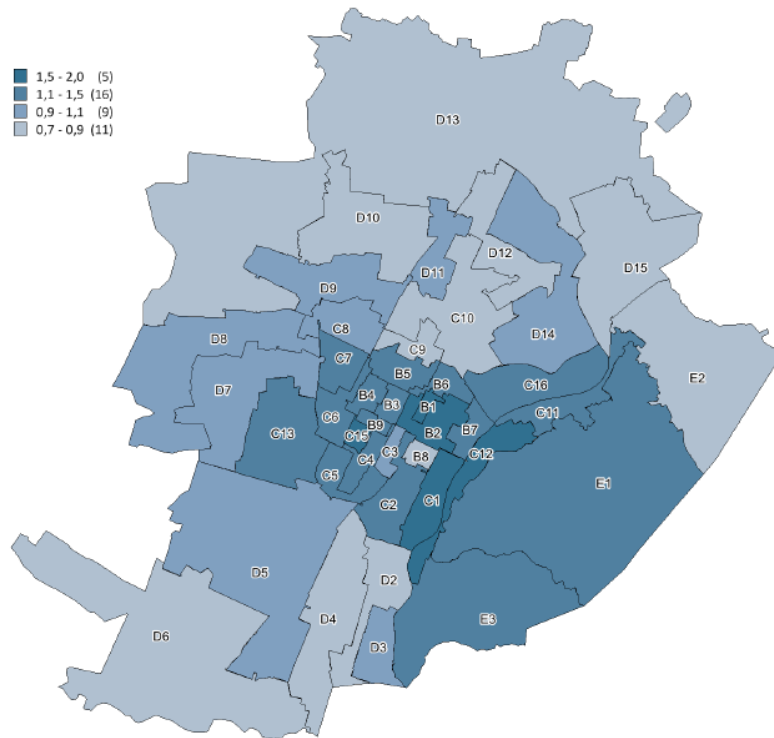 1,5 - 2,0 (5)
1,1 - 1,5 (16)
0,9 - 1,1 (9)
0,7 - 0,9 (11)
D13
D10
D12
D15
D11
D9
C10
C8
D14
D8
C9
C7
B5
E2
B6
C16
D7
B4
B3
B1
C11
C6
B9
C13
C15
B2
B7
C3
C12
B8
C4
C5
E1
C1
C2
D5
D2
D4
E3
D6
D3